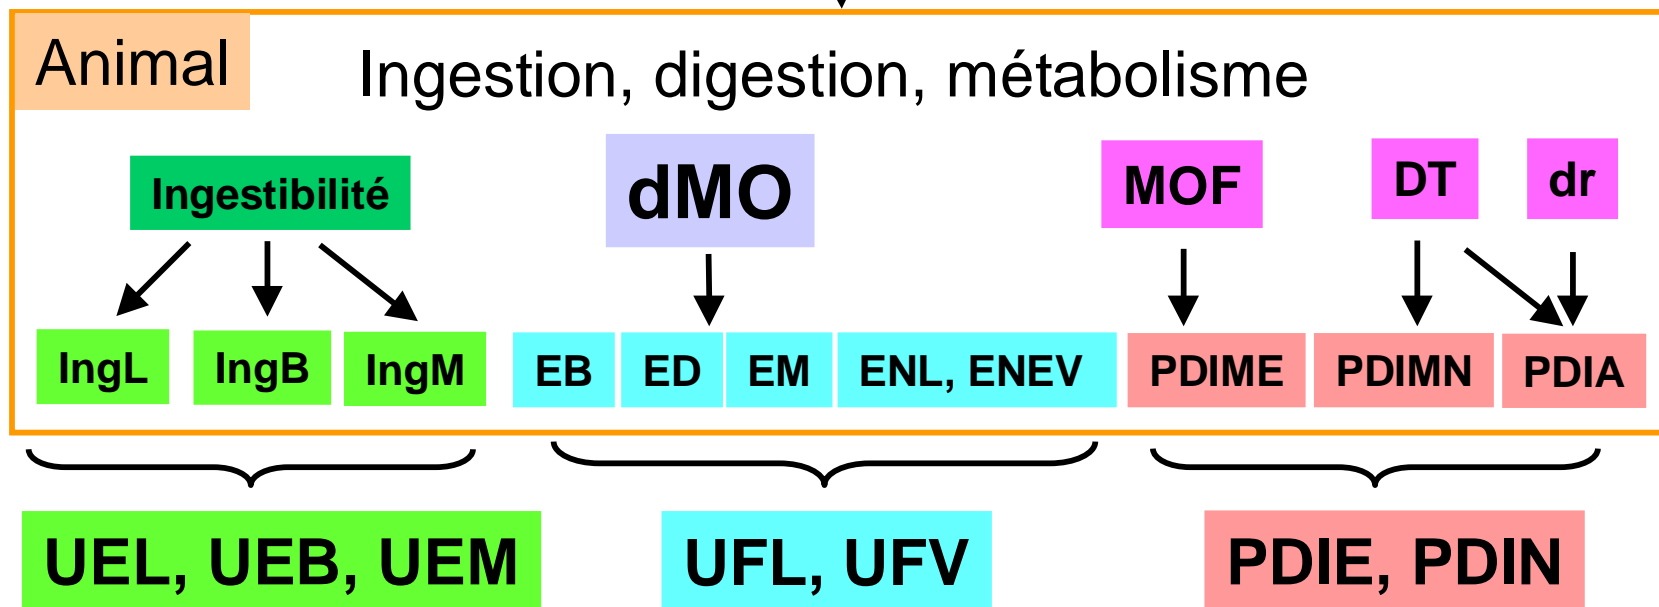 Animal
Ingestion, digestion, métabolisme
Ingestibilité
dMO
MOF
DT
dr
IngL
IngB
IngM
EB
ED
EM
ENL, ENEV
PDIME
PDIMN
PDIA
UEL, UEB, UEM
UFL, UFV
PDIE, PDIN